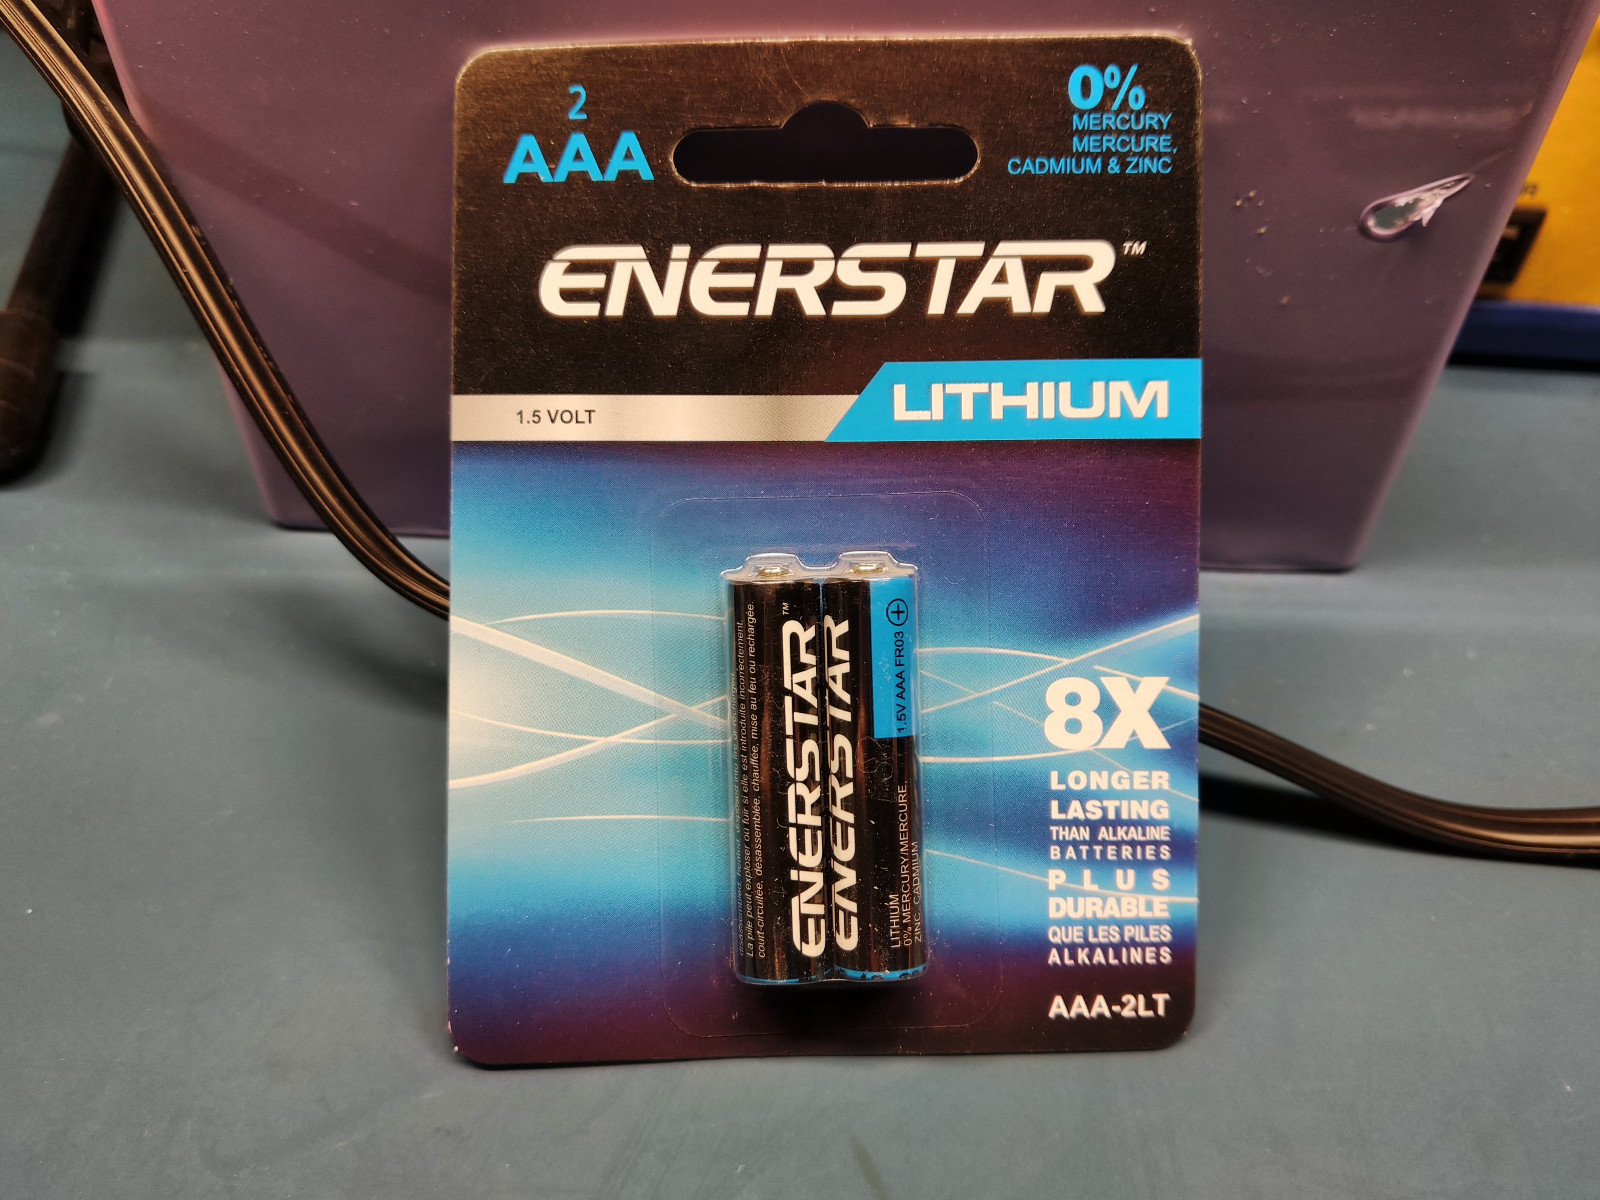 2
AAA
0%
MERCURY
MERCURE,
CADMIUM & ZINC
ENERSTAR™
LITHIUM
1.5 VOLT
La pile peut exploser ou fuir si elle est introduite incorrectement,
court-circuitée, désassemblée, chauffée, mise au feu ou rechargée.
ENERSTAR™
ENERSTAR
1.5V AAA FR03 +
LITHIUM
0% MERCURY/MERCURE,
ZINC, CADMIUM
8X
LONGER
LASTING
THAN ALKALINE
BATTERIES
PLUS
DURABLE
QUE LES PILES
ALKALINES
AAA-2LT